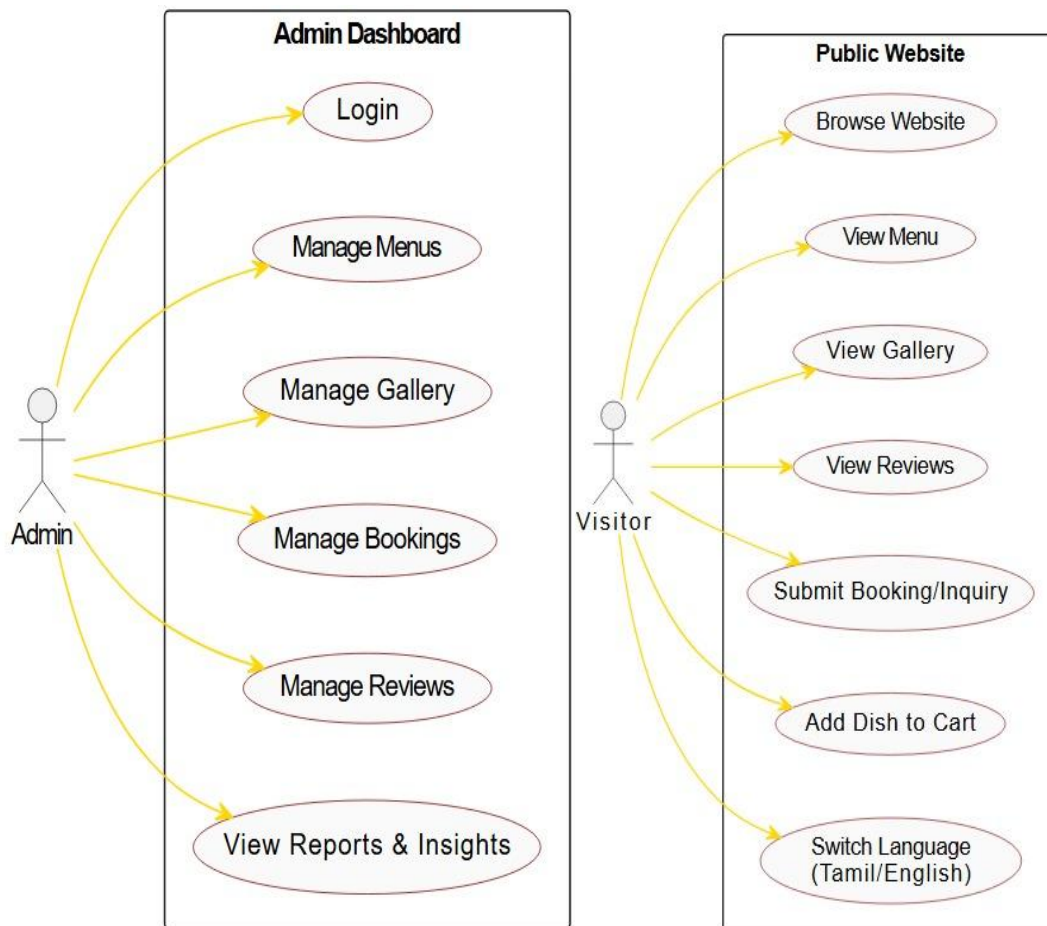 Admin Dashboard
Login
Manage Menus
Manage Gallery
Manage Bookings
Manage Reviews
View Reports & Insights
Admin
Public Website
Browse Website
View Menu
View Gallery
View Reviews
Submit Booking/Inquiry
Add Dish to Cart
Switch Language
(Tamil/English)
Visitor